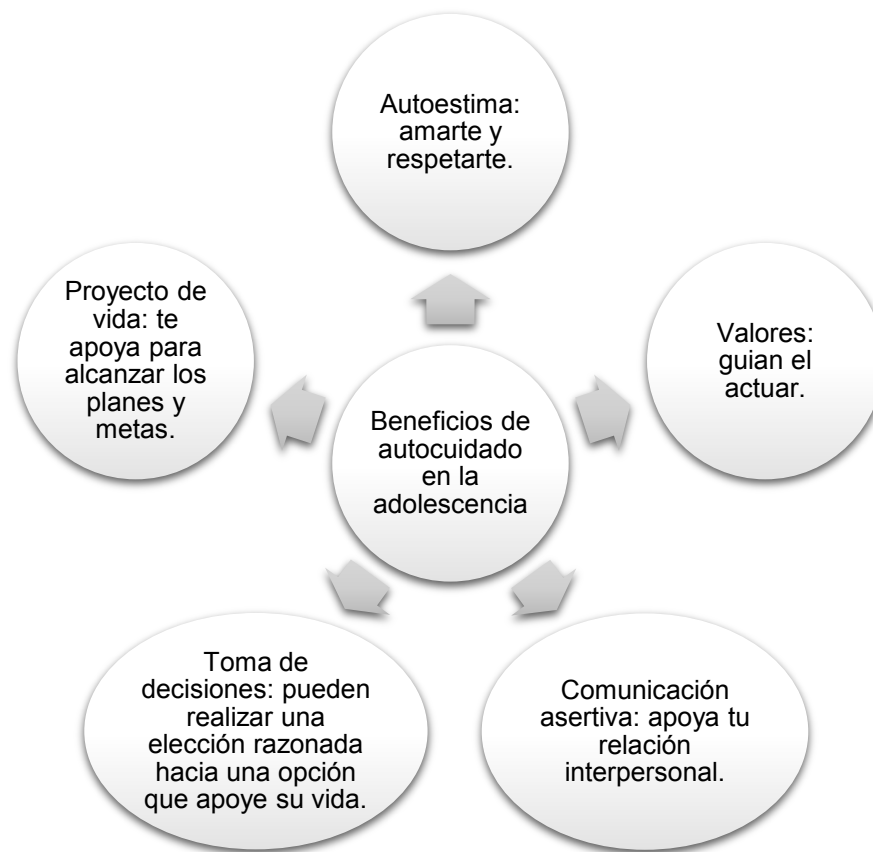 Autoestima:
amarte y
respetarte.
Proyecto de
vida: te
apoya para
alcanzar los
planes y
metas.
Valores:
guian el
actuar.
Beneficios de
autocuidado
en la
adolescencia
Toma de
decisiones: pueden
realizar una
elección razonada
hacia una opción
que apoye su vida.
Comunicación
asertiva: apoya tu
relación
interpersonal.